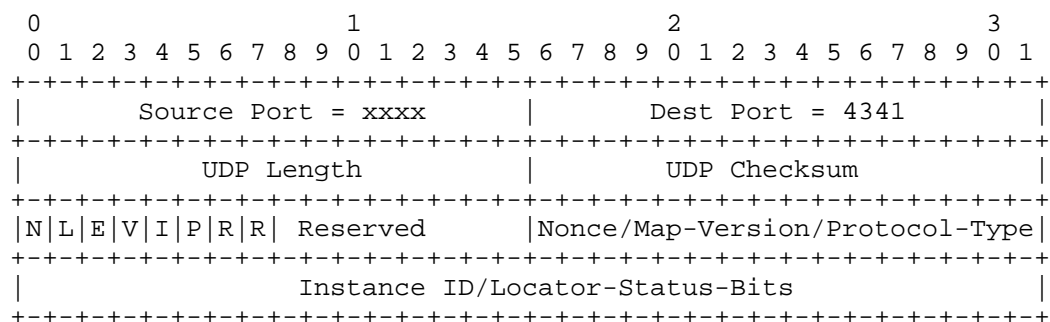 0                   1                   2                   3
 0 1 2 3 4 5 6 7 8 9 0 1 2 3 4 5 6 7 8 9 0 1 2 3 4 5 6 7 8 9 0 1
+-+-+-+-+-+-+-+-+-+-+-+-+-+-+-+-+-+-+-+-+-+-+-+-+-+-+-+-+-+-+-+-+
|       Source Port = xxxx      |       Dest Port = 4341        |
+-+-+-+-+-+-+-+-+-+-+-+-+-+-+-+-+-+-+-+-+-+-+-+-+-+-+-+-+-+-+-+-+
|           UDP Length          |        UDP Checksum           |
+-+-+-+-+-+-+-+-+-+-+-+-+-+-+-+-+-+-+-+-+-+-+-+-+-+-+-+-+-+-+-+-+
|N|L|E|V|I|P|R|R| Reserved      |Nonce/Map-Version/Protocol-Type|
+-+-+-+-+-+-+-+-+-+-+-+-+-+-+-+-+-+-+-+-+-+-+-+-+-+-+-+-+-+-+-+-+
|                 Instance ID/Locator-Status-Bits               |
+-+-+-+-+-+-+-+-+-+-+-+-+-+-+-+-+-+-+-+-+-+-+-+-+-+-+-+-+-+-+-+-+